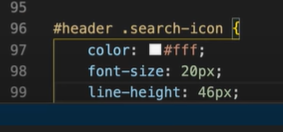 95
96 #header .search-icon {
97 color: #fff;
98 font-size: 20px;
99 line-height: 46px;